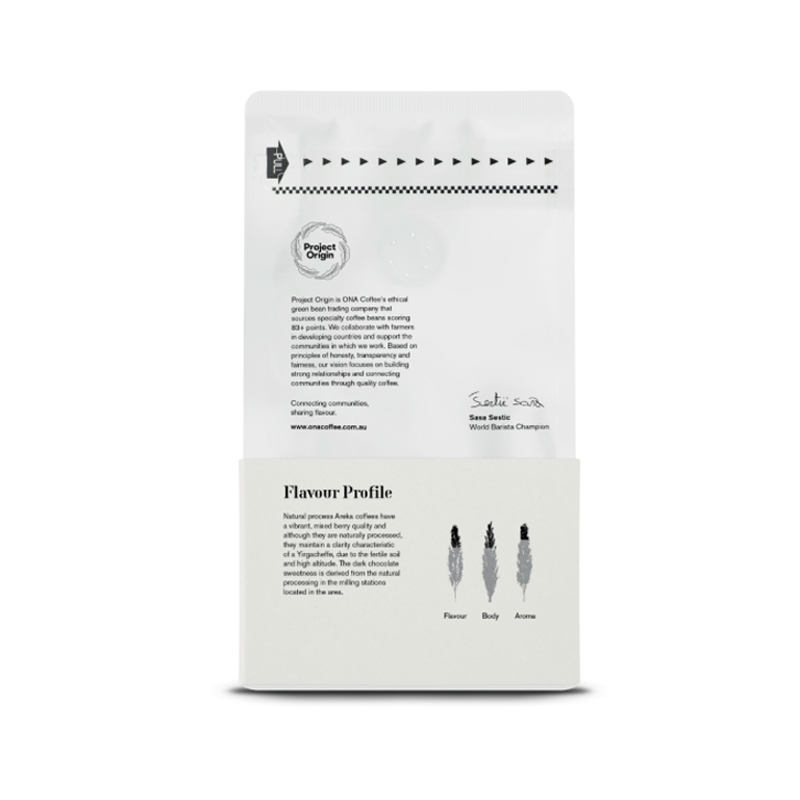 PULL
Project
Origin
Project Origin is ONA Coffee's ethical
green bean trading company that
sources specialty coffee beans scoring
83+ points. We collaborate with farmers
in developing countries and support the
communities in which we work. Based on
principles of honesty, transparency and
fairness, our vision focuses on building
strong relationships and connecting
communities through quality coffee.
Connecting communities,
sharing flavour.
www.onacoffee.com.au
Sestic Sasa
Sasa Sestic
World Barista Champion
Flavour Profile
Natural process Areka coffees have
a vibrant, mixed berry quality and
although they are naturally processed,
they maintain a clarity characteristic
of a Yirgacheffe, due to the fertile soil
and high altitude. The dark chocolate
sweetness is derived from the natural
processing in the milling stations
located in the area.
Flavour Body Aroma